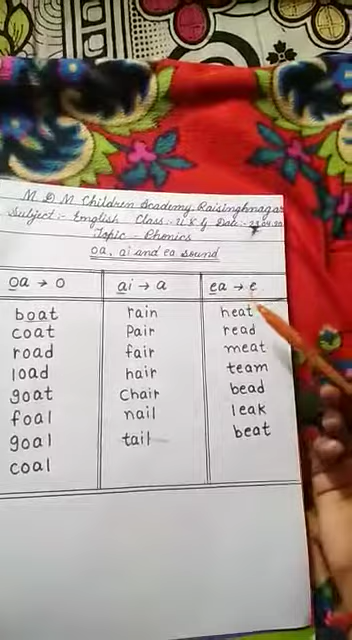 M D M Children Academy Raisinghnagar
Subject:- English Class:- U.K.G Date:-
Topic - Phonics
oa, ai and ea sound
oa → o ai → a ea → e
boat rain heat
coat Pair read
road fair meat
load hair team
goat Chair bead
foal nail leak
goal tail beat
coal